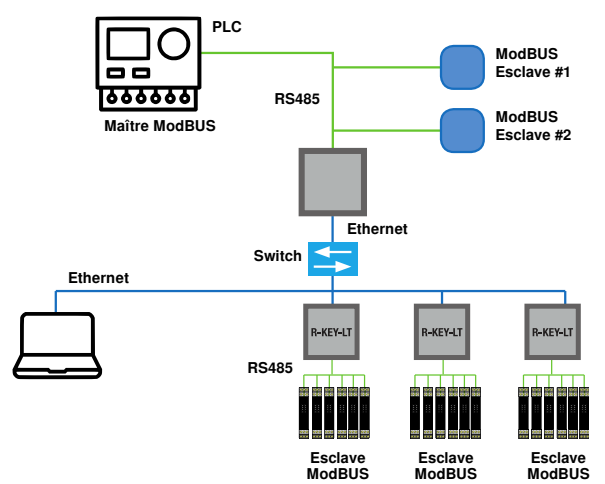 PLC
ModBUS
Esclave #1
RS485
Maître ModBUS
ModBUS
Esclave #2
Ethernet
Switch
Ethernet
R-KEY-LT
R-KEY-LT
R-KEY-LT
RS485
Esclave
ModBUS
Esclave
ModBUS
Esclave
ModBUS